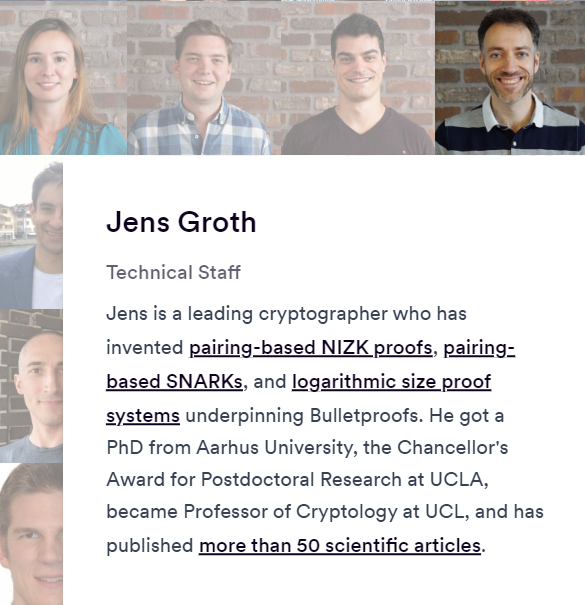 Jens Groth
Technical Staff
Jens is a leading cryptographer who has
invented pairing-based NIZK proofs, pairing-
based SNARKs, and logarithmic size proof
systems underpinning Bulletproofs. He got a
PhD from Aarhus University, the Chancellor's
Award for Postdoctoral Research at UCLA,
became Professor of Cryptology at UCL, and has
published more than 50 scientific articles.